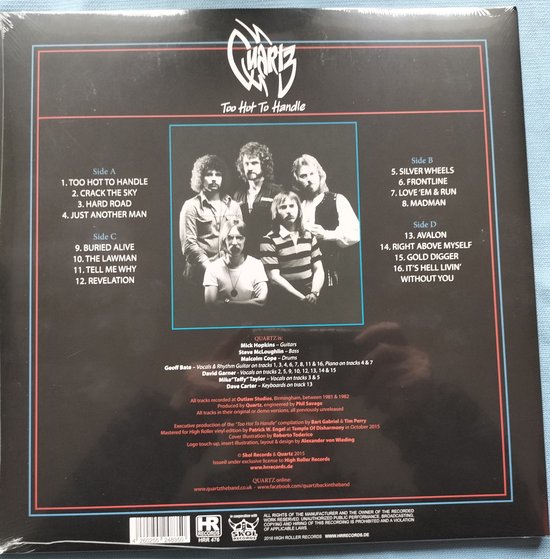 QUARTZ
Too Hot To Handle
Side A
1. TOO HOT TO HANDLE
2. CRACK THE SKY
3. HARD ROAD
4. JUST ANOTHER MAN
Side C
9. BURIED ALIVE
10. THE LAWMAN
11. TELL ME WHY
12. REVELATION
Side B
5. SILVER WHEELS
6. FRONTLINE
7. LOVE 'EM & RUN
8. MADMAN
Side D
13. AVALON
14. RIGHT ABOVE MYSELF
15. GOLD DIGGER
16. IT'S HELL LIVIN'
WITHOUT YOU
QUARTZ is:
Mick Hopkins – Guitars
Steve McLoughlin – Bass
Malcolm Cope – Drums
Geoff Bate – Vocals & Rhythm Guitar on tracks 1, 3, 4, 6, 7, 8, 11 & 16, Piano on tracks 4 & 7
David Garner – Vocals on tracks 2, 5, 9, 10, 12, 13, 14 & 15
Mike"Taffy" Taylor – Vocals on tracks 3 & 5
Dave Carter – Keyboards on track 13
All tracks recorded at Outlaw Studios, Birmingham, between 1981 & 1982
Produced by Quartz, engineered by Phil Savage
All tracks in their original or demo versions, all previously unreleased
Executive production of the "Too Hot To Handle" compilation by Bart Gabriel & Tim Perry
Mastered for High Roller vinyl edition by Patrick W. Engel at Temple Of Disharmony in October 2015
Cover illustration by Roberto Toderico
Logo touch up, insert illustration, layout & design by Alexander von Wieding
© Skol Records & Quartz 2015
Issued under exclusive license to High Roller Records
www.hrrecords.de
QUARTZ online:
www.quartztheband.co.uk - www.facebook.com/quartzbackintheband
HR
RECORDS
HRR 476
in cooperation with
SKOL
RECORDS
ALL RIGHTS OF THE MANUFACTURER AND THE OWNER OF THE RECORDED
WORK RESERVED. UNAUTHORIZED PUBLIC PERFORMANCE, BROADCASTING,
COPYING AND HIRING OF THIS RECORDING IS PROHIBITED AND A VIOLATION
OF APPLICABLE LAWS.
2016 HIGH ROLLER RECORDS
WWW.HRRECORDS.DE